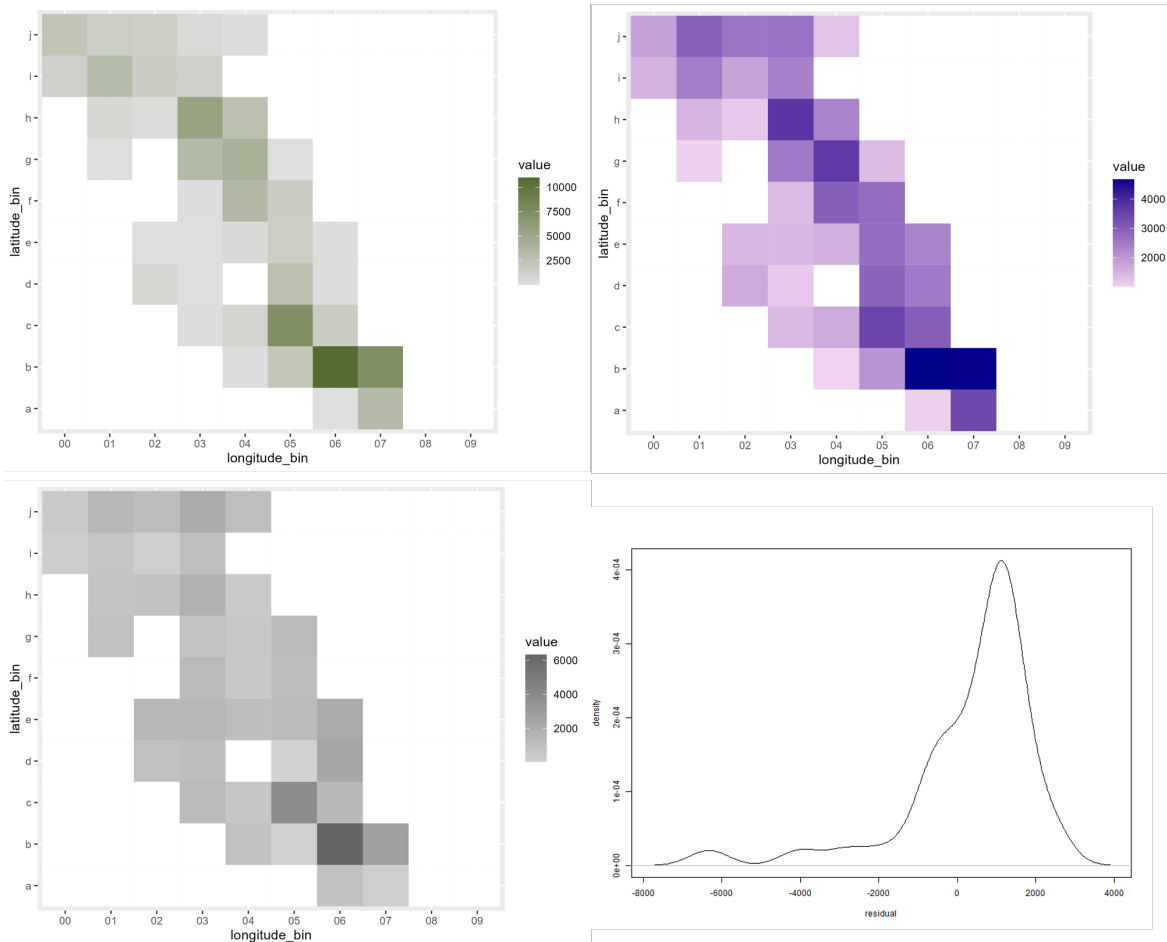 j
i
h
g
f
e
d
c
b
a
latitude_bin
00 01 02 03 04 05 06 07 08 09
longitude_bin
value
10000
7500
5000
2500
j
i
h
g
f
e
d
c
b
a
latitude_bin
00 01 02 03 04 05 06 07 08 09
longitude_bin
value
4000
3000
2000
j
i
h
g
f
e
d
c
b
a
latitude_bin
00 01 02 03 04 05 06 07 08 09
longitude_bin
value
6000
4000
2000
4e-04
3e-04
2e-04
1e-04
0e+00
density
-8000 -6000 -4000 -2000 0 2000 4000
residual